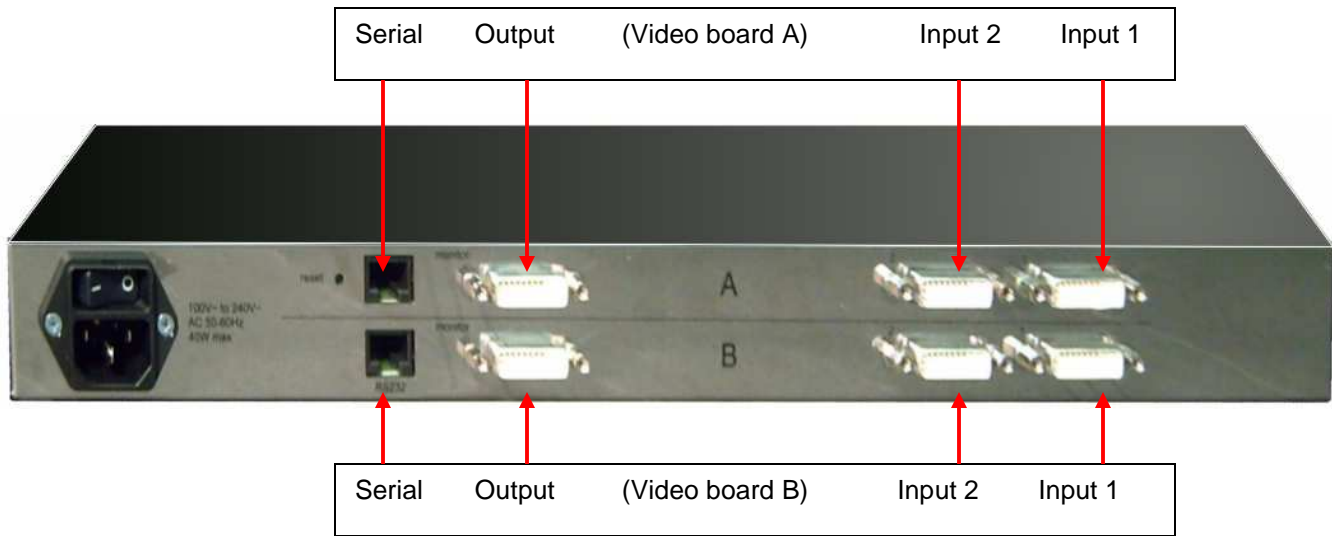 Serial Output (Video board A) Input 2 Input 1
monitor
reset
A
100V~ to 240V~
AC 50-60Hz
40W max
monitor
B
RS232
Serial Output (Video board B) Input 2 Input 1